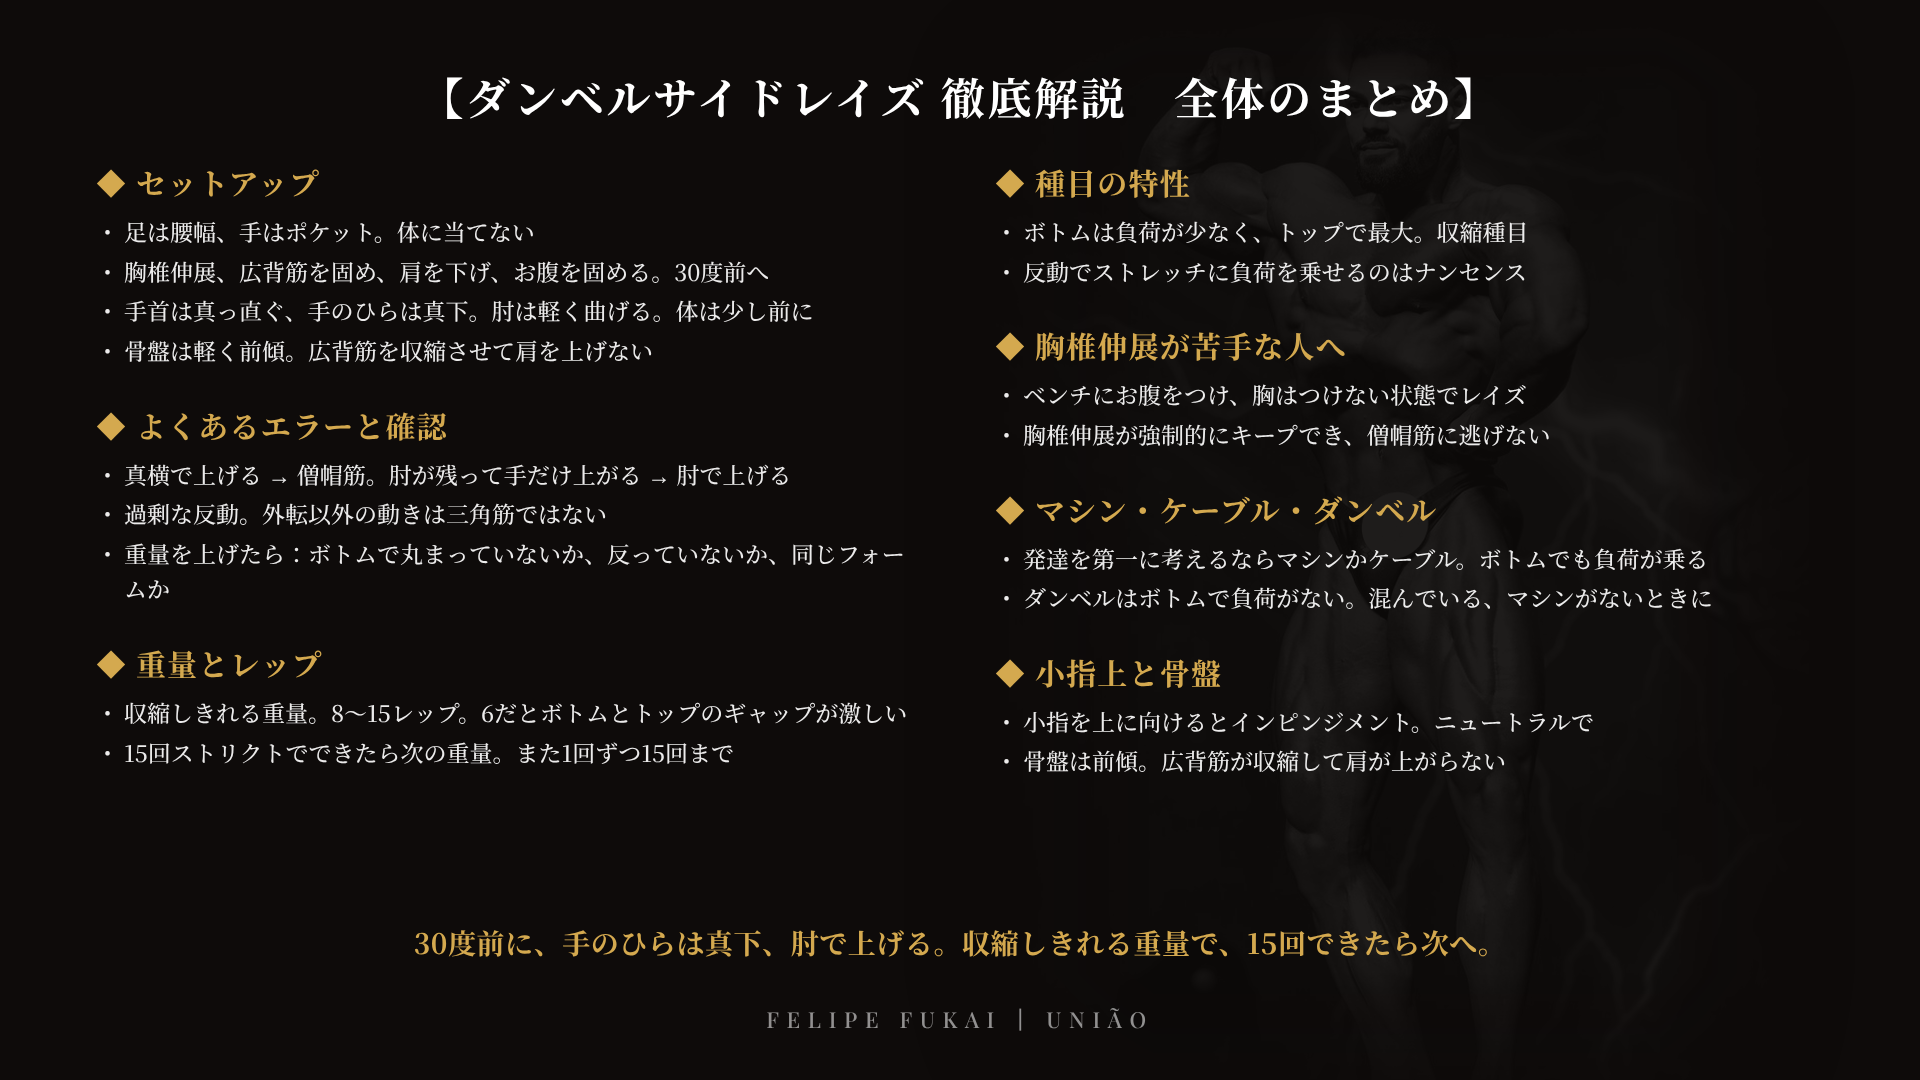 【ダンベルサイドレイズ 徹底解説　全体のまとめ】
◆ セットアップ
・ 足は腰幅、手はポケット。体に当てない
・ 胸椎伸展、広背筋を固め、肩を下げ、お腹を固める。30度前へ
・ 手首は真っ直ぐ、手のひらは真下。肘は軽く曲げる。体は少し前に
・ 骨盤は軽く前傾。広背筋を収縮させて肩を上げない
◆ よくあるエラーと確認
・ 真横で上げる → 僧帽筋。肘が残って手だけ上がる → 肘で上げる
・ 過剰な反動。外転以外の動きは三角筋ではない
・ 重量を上げたら：ボトムで丸まっていないか、反っていないか、同じフォー
ムか
◆ 重量とレップ
・ 収縮しきれる重量。8〜15レップ。6だとボトムとトップのギャップが激しい
・ 15回ストリクトでできたら次の重量。また1回ずつ15回まで
◆ 種目の特性
・ ボトムは負荷が少なく、トップで最大。収縮種目
・ 反動でストレッチに負荷を乗せるのはナンセンス
◆ 胸椎伸展が苦手な人へ
・ ベンチにお腹をつけ、胸はつけない状態でレイズ
・ 胸椎伸展が強制的にキープでき、僧帽筋に逃げない
◆ マシン・ケーブル・ダンベル
・ 発達を第一に考えるならマシンかケーブル。ボトムでも負荷が乗る
・ ダンベルはボトムで負荷がない。混んでいる、マシンがないときに
◆ 小指上と骨盤
・ 小指を上に向けるとインピンジメント。ニュートラルで
・ 骨盤は前傾。広背筋が収縮して肩が上がらない
30度前に、手のひらは真下、肘で上げる。収縮しきれる重量で、15回できたら次へ。
FELIPE FUKAI | UNIÃO